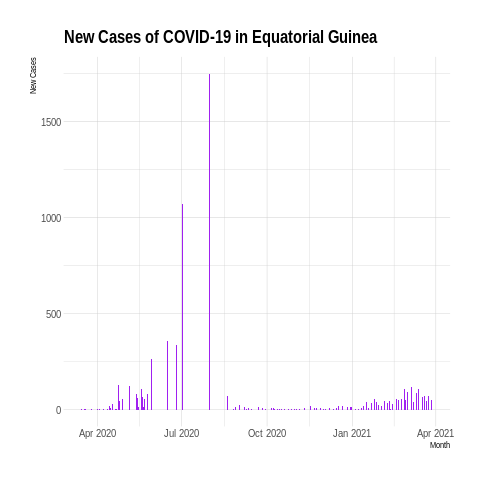 New Cases of COVID-19 in Equatorial Guinea
New Cases
1500
1000
500
0
Apr 2020 Jul 2020 Oct 2020 Jan 2021 Apr 2021
Month